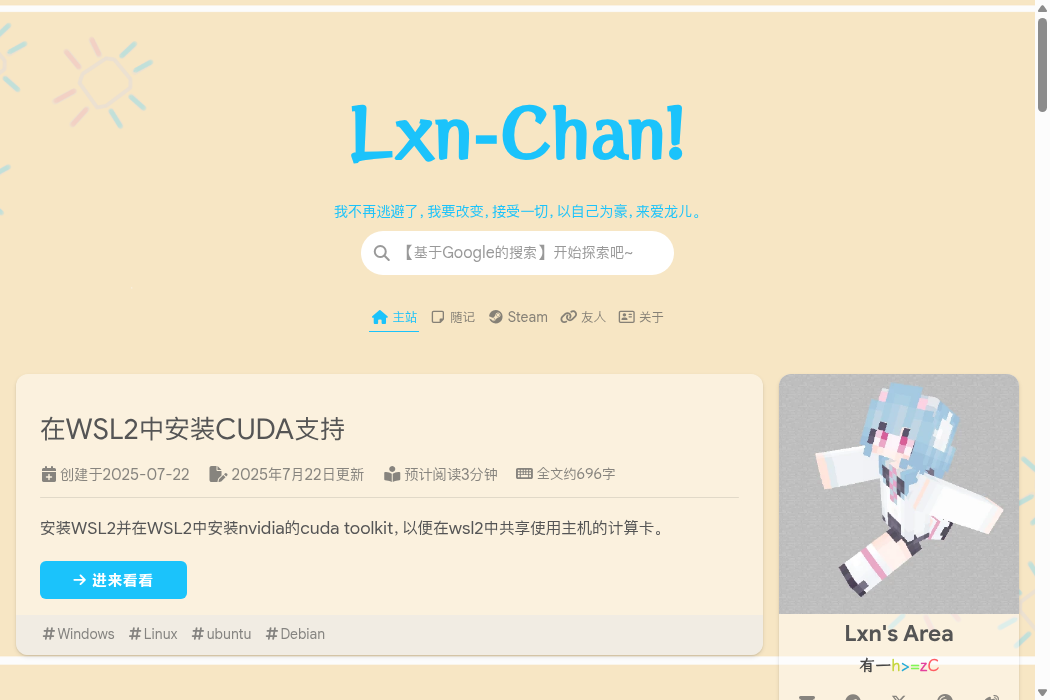 Lxn-Chan!
我不再逃避了, 我要改变, 接受一切, 以自己为豪, 来爱龙儿。
【基于Google的搜索】开始探索吧~
主站 随记 Steam 友人 关于
在WSL2中安装CUDA支持
创建于2025-07-22 2025年7月22日更新 预计阅读3分钟 全文约696字
安装WSL2并在WSL2中安装nvidia的cuda toolkit, 以便在wsl2中共享使用主机的计算卡。
进来看看
#Windows #Linux #ubuntu #Debian
Lxn's Area
有一h>=zC